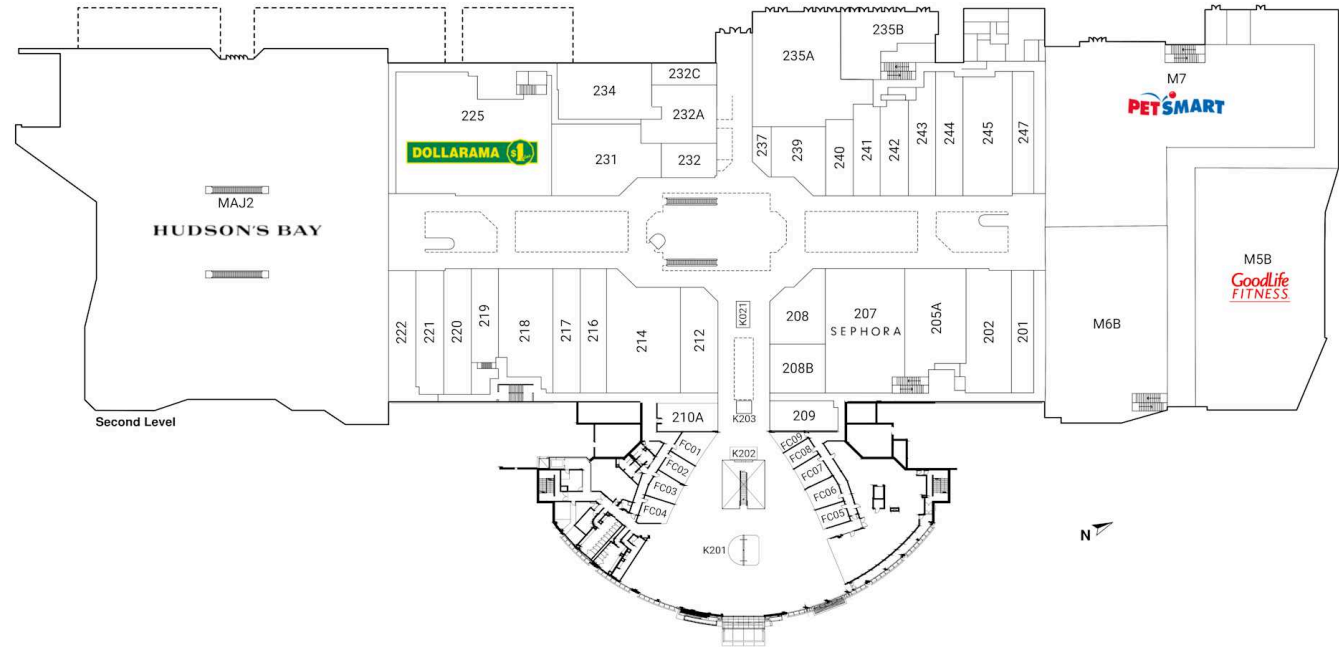 235B
235A
232C
234
M7
PETSMART
225
232A
243
244
245
247
DOLLARAMA $1
231
232
237
239
240
241
242
MAJ2
HUDSON'S BAY
M5B
GoodLife
FITNESS
222
221
220
219
218
217
216
214
212
K021
208
207
SEPHORA
205A
202
201
M6B
208B
Second Level
210A
K203
209
FC01
FC02
FC03
FC04
K202
FC09
FC08
FC07
FC06
FC05
K201
N